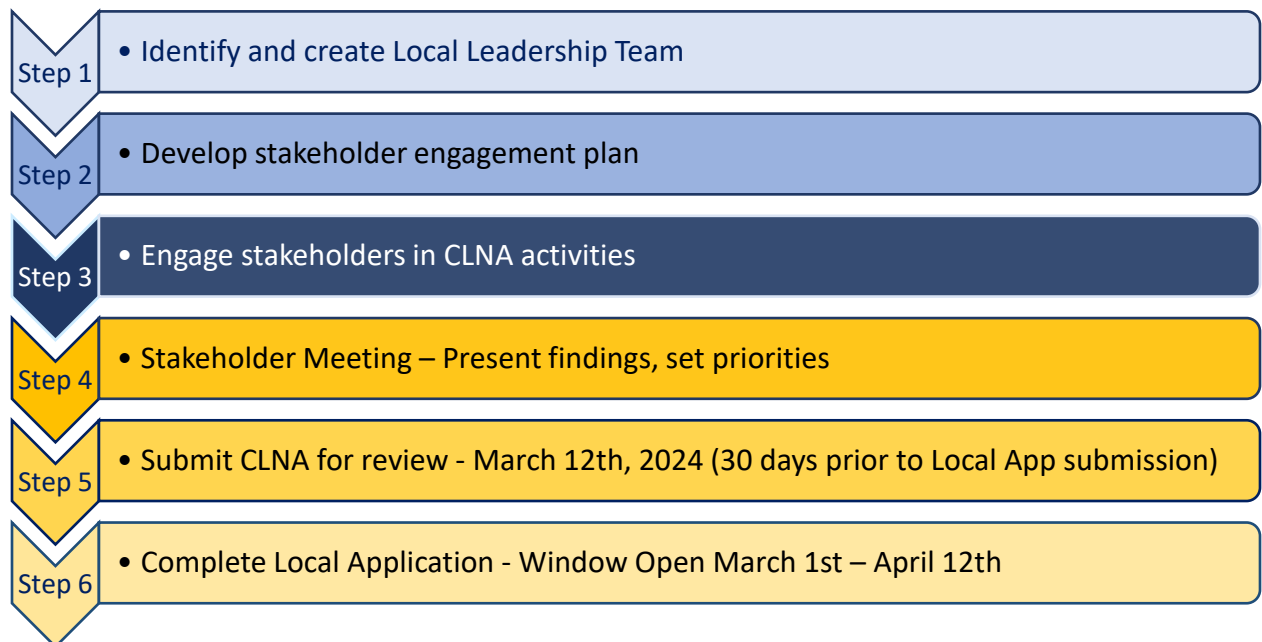 Step 1
• Identify and create Local Leadership Team
Step 2
• Develop stakeholder engagement plan
Step 3
• Engage stakeholders in CLNA activities
Step 4
• Stakeholder Meeting – Present findings, set priorities
Step 5
• Submit CLNA for review - March 12th, 2024 (30 days prior to Local App submission)
Step 6
• Complete Local Application - Window Open March 1st – April 12th